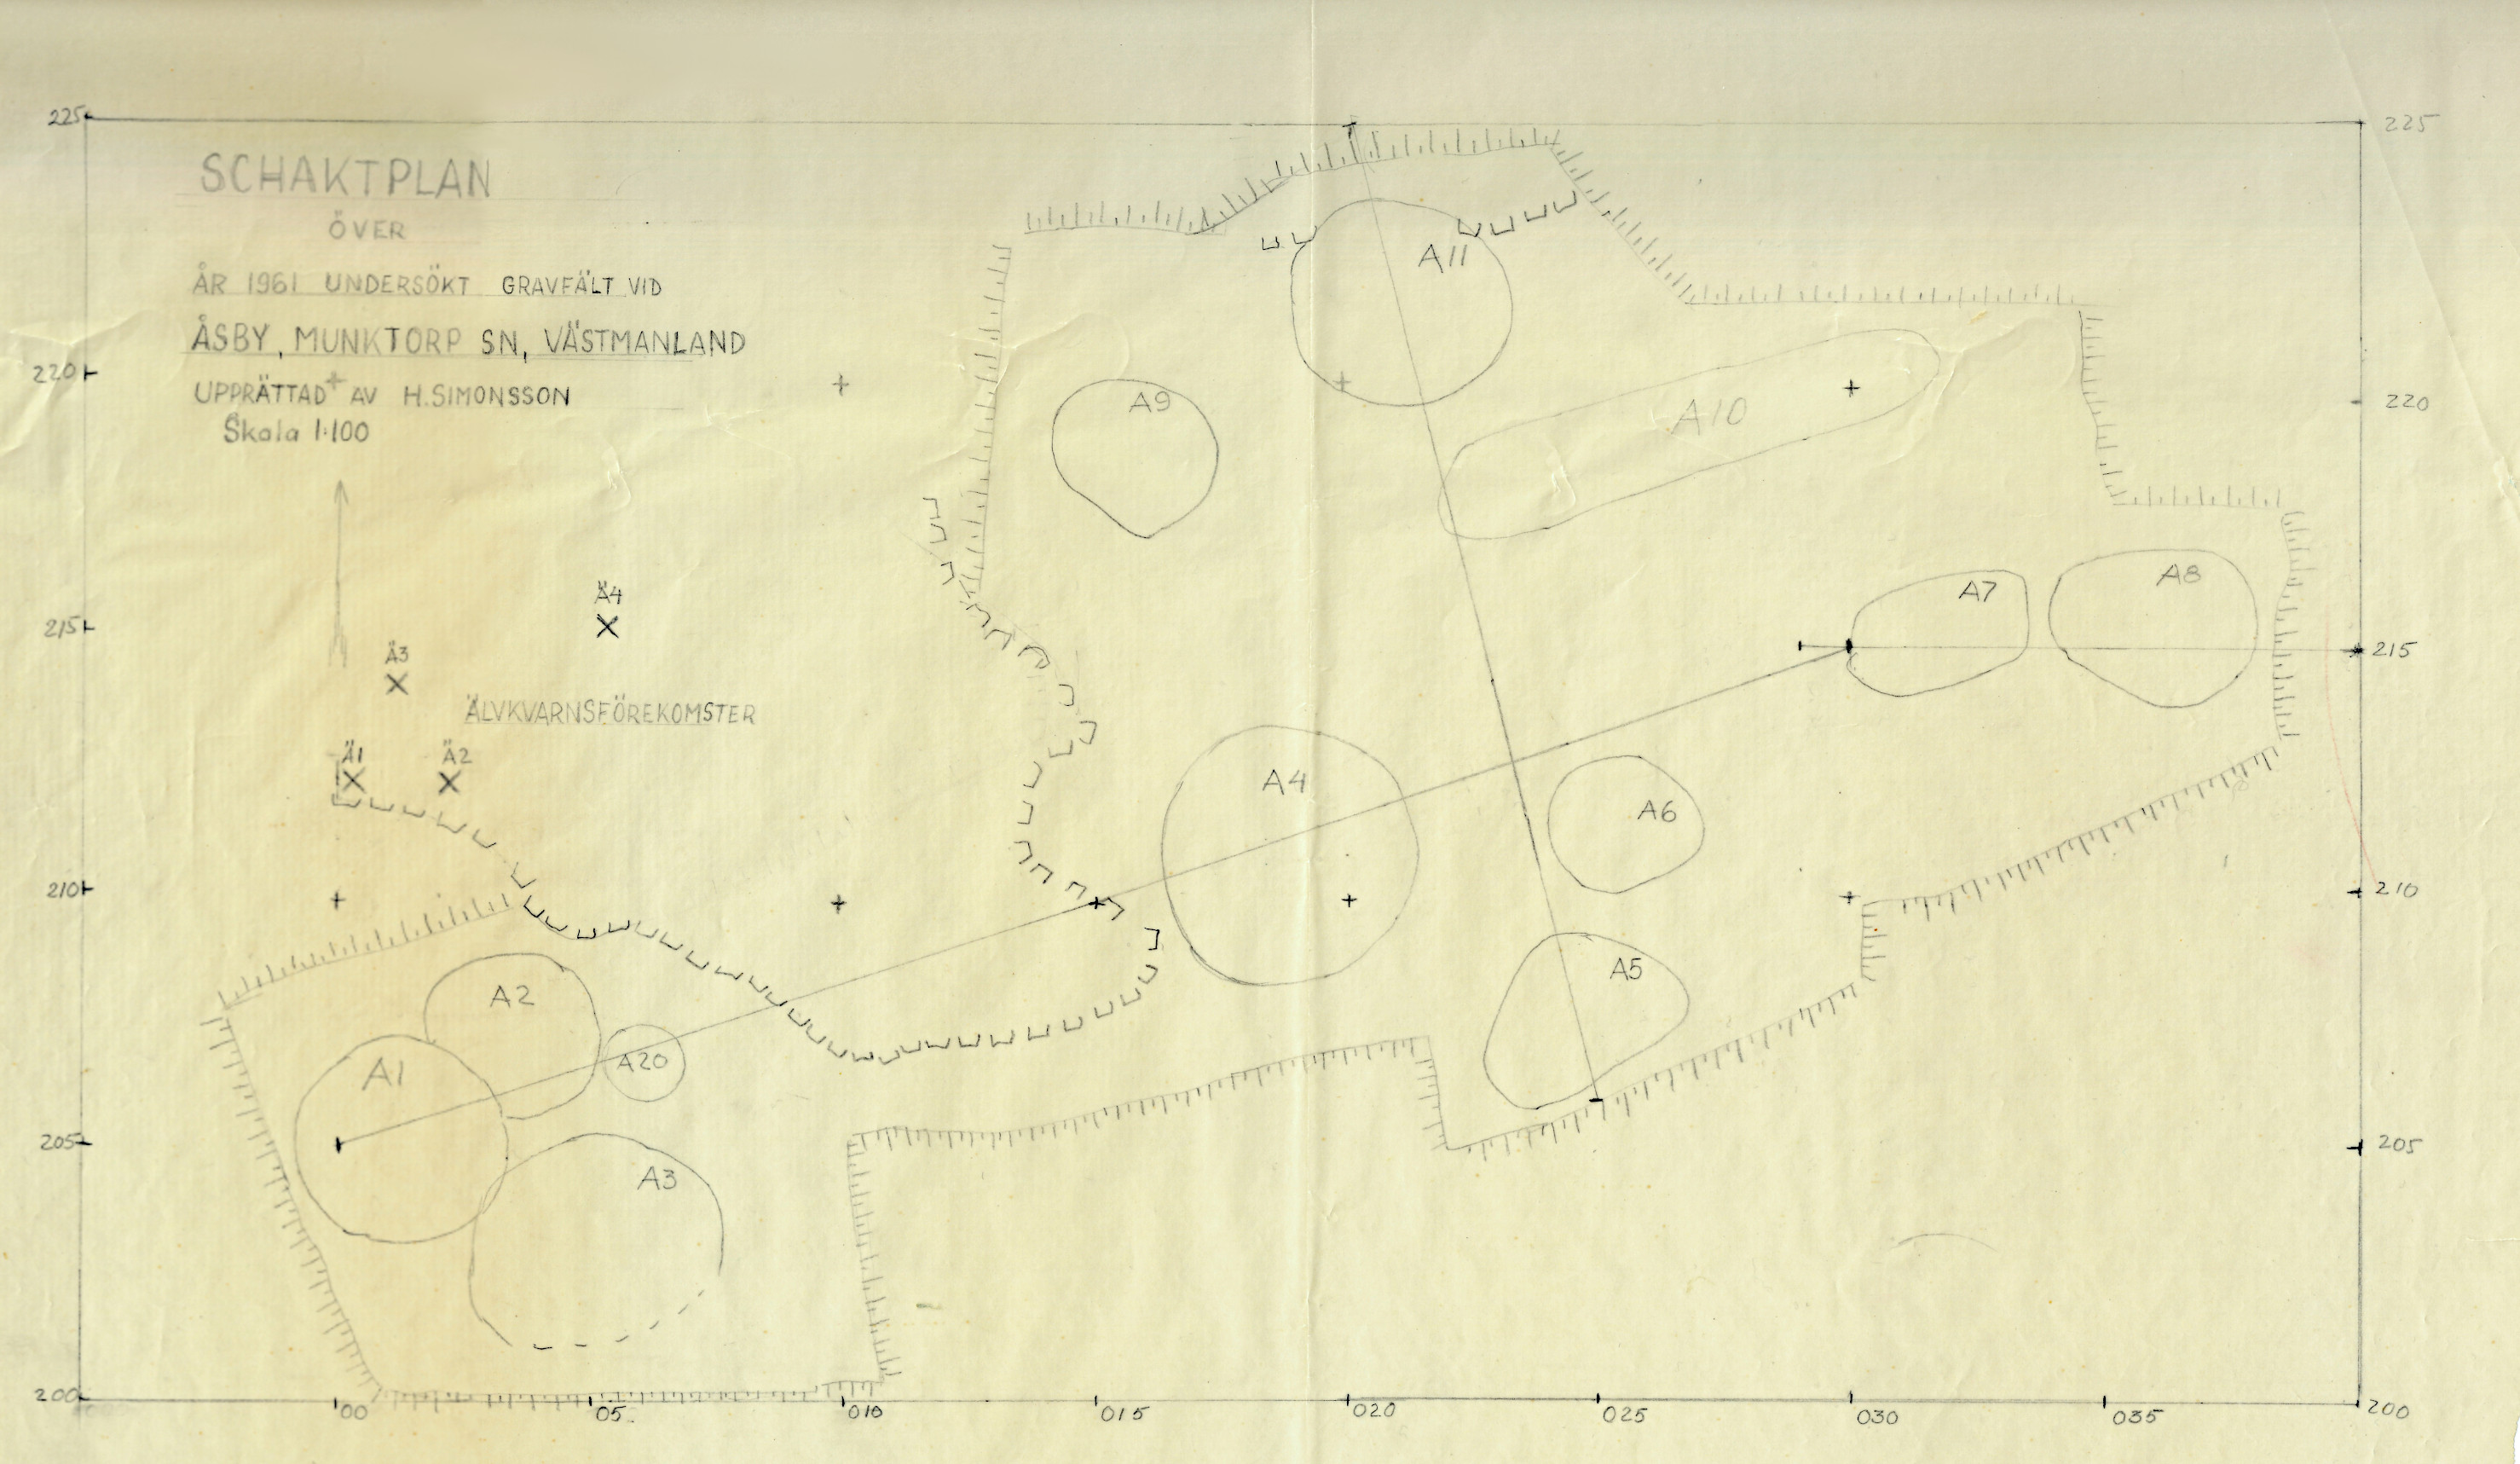 225
225
SCHAKTPLAN
ÖVER
ÅR 1961 UNDERSÖKT GRAVFÄLT VID
ÅSBY, MUNKTORP SN, VÄSTMANLAND
UPPRÄTTAD AV H.SIMONSSON
Skala 1:100
A11
220
220
A9
A10
Ä4
A7
A8
215
215
Ä3
ÄLVKVARNSFÖREKOMSTER
Ä1
Ä2
A4
A6
210
210
A2
A5
A1
A20
205
205
A3
200
00
05
010
015
020
025
030
035
200